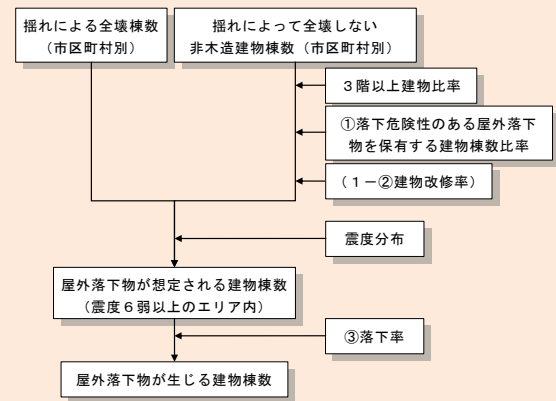 揺れによる全壊棟数
（市区町村別）
揺れによって全壊しない
非木造建物棟数（市区町村別）
３階以上建物比率
①落下危険性のある屋外落下
物を保有する建物棟数比率
（１－②建物改修率）
震度分布
屋外落下物が想定される建物棟数
（震度６弱以上のエリア内）
③落下率
屋外落下物が生じる建物棟数